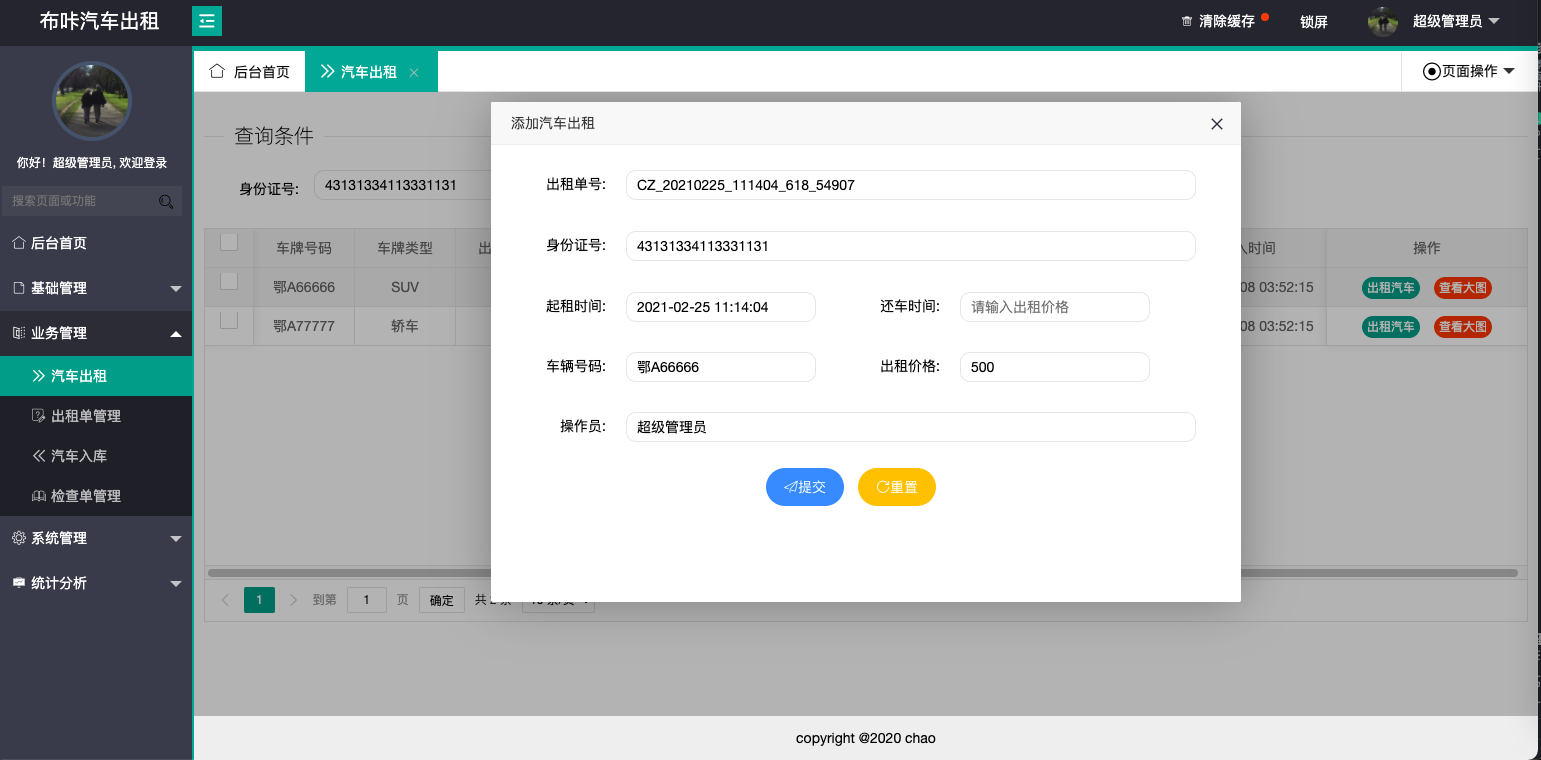 布咔汽车出租
清除缓存
锁屏
超级管理员
后台首页
汽车出租
页面操作
你好！超级管理员, 欢迎登录
搜索页面或功能
后台首页
基础管理
业务管理
汽车出租
出租单管理
汽车入库
检查单管理
系统管理
统计分析
查询条件
身份证号:
43131334113331131
车牌号码 车牌类型 出 时间 操作
鄂A66666 SUV 08 03:52:15 出租汽车 查看大图
鄂A77777 轿车 08 03:52:15 出租汽车 查看大图
添加汽车出租
出租单号: CZ_20210225_111404_618_54907
身份证号: 43131334113331131
起租时间: 2021-02-25 11:14:04 还车时间: 请输入出租价格
车辆号码: 鄂A66666 出租价格: 500
操作员: 超级管理员
提交 重置
1 到第 1 页 确定 共
copyright @2020 chao